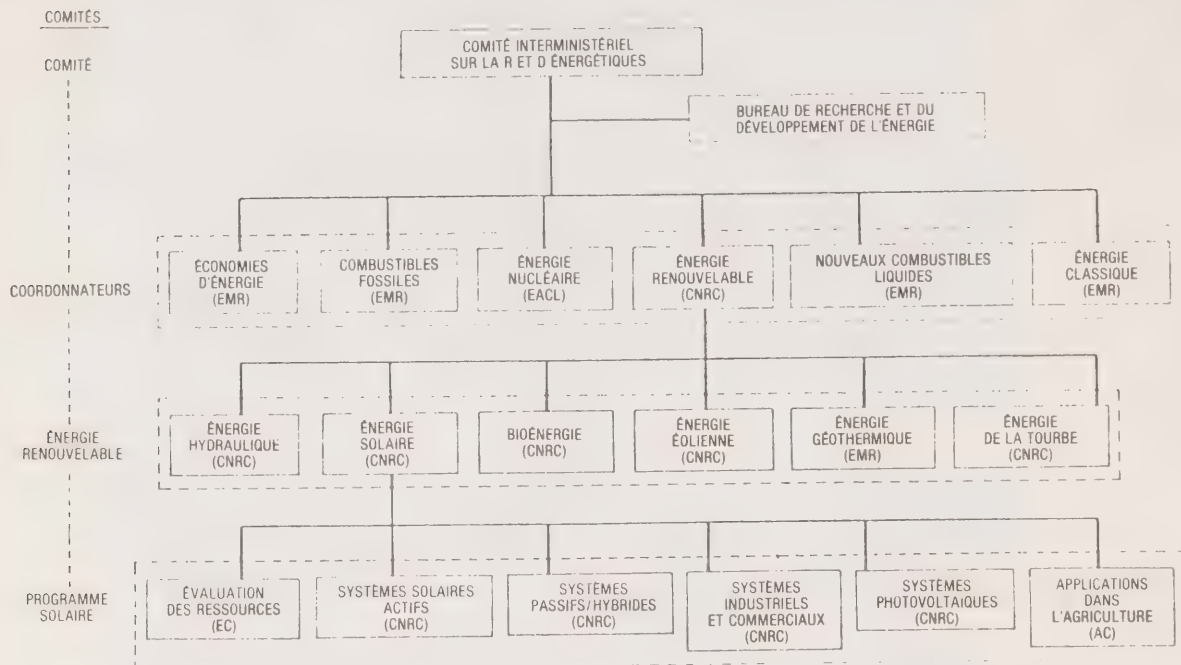 COMITÉS
COMITÉ
COMITÉ INTERMINISTÉRIEL
SUR LA R ET D ÉNERGÉTIQUES
BUREAU DE RECHERCHE ET DU
DÉVELOPPEMENT DE L'ÉNERGIE
COORDONNATEURS
ÉCONOMIES
D'ÉNERGIE
(EMR)
COMBUSTIBLES
FOSSILES
(EMR)
ÉNERGIE
NUCLÉAIRE
(EACL)
ÉNERGIE
RENOUVELABLE
(CNRC)
NOUVEAUX COMBUSTIBLES
LIQUIDES
(EMR)
ÉNERGIE
CLASSIQUE
(EMR)
ÉNERGIE
RENOUVELABLE
ÉNERGIE
HYDRAULIQUE
(CNRC)
ÉNERGIE
SOLAIRE
(CNRC)
BIOÉNERGIE
(CNRC)
ÉNERGIE
ÉOLIENNE
(CNRC)
ÉNERGIE
GÉOTHERMIQUE
(EMR)
ÉNERGIE
DE LA TOURBE
(CNRC)
PROGRAMME
SOLAIRE
ÉVALUATION
DES RESSOURCES
(EC)
SYSTÈMES SOLAIRES
ACTIFS
(CNRC)
SYSTÈMES
PASSIFS/HYBRIDES
(CNRC)
SYSTÈMES
INDUSTRIELS
ET COMMERCIAUX
(CNRC)
SYSTÈMES
PHOTOVOLTAïQUES
(CNRC)
APPLICATIONS
DANS
L'AGRICULTURE
(AC)